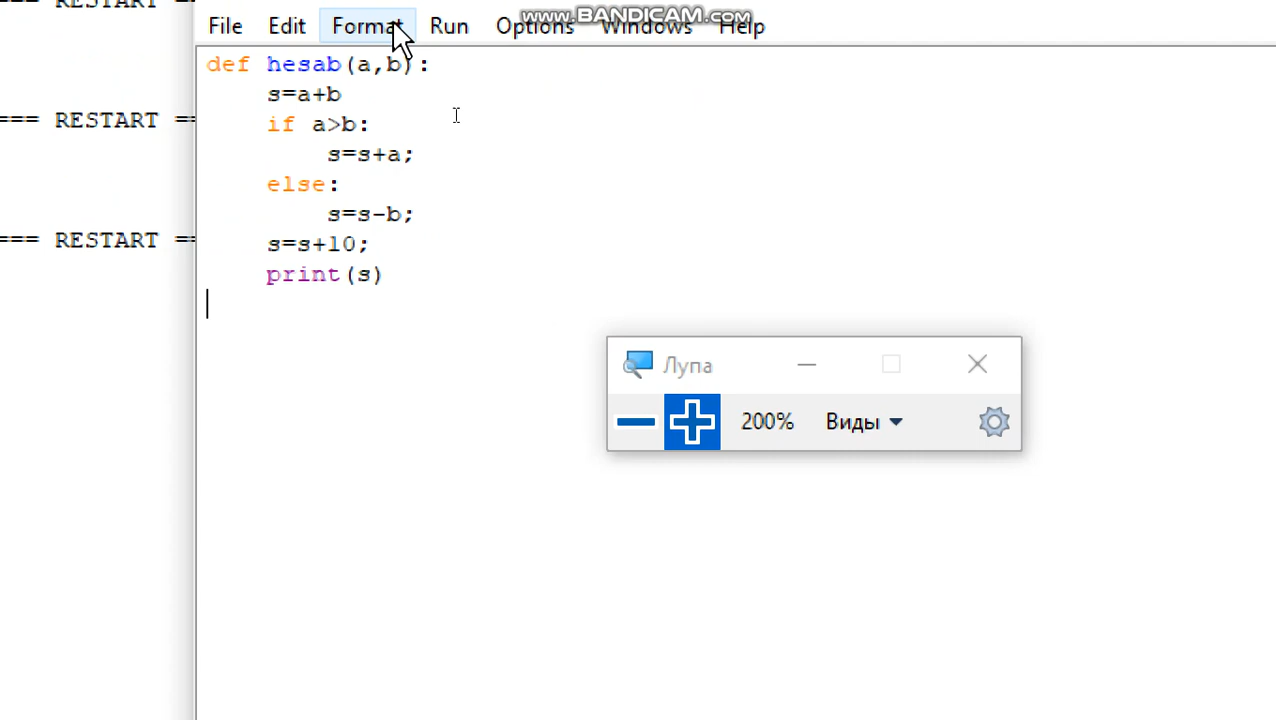 === RESTART ==
=== RESTART ==
www.BANDICAM.com
File Edit Format Run Options Windows Help
def hesab(a,b):
    s=a+b
    if a>b:
        s=s+a;
    else:
        s=s-b;
    s=s+10;
    print(s)
Лупа
200% Виды